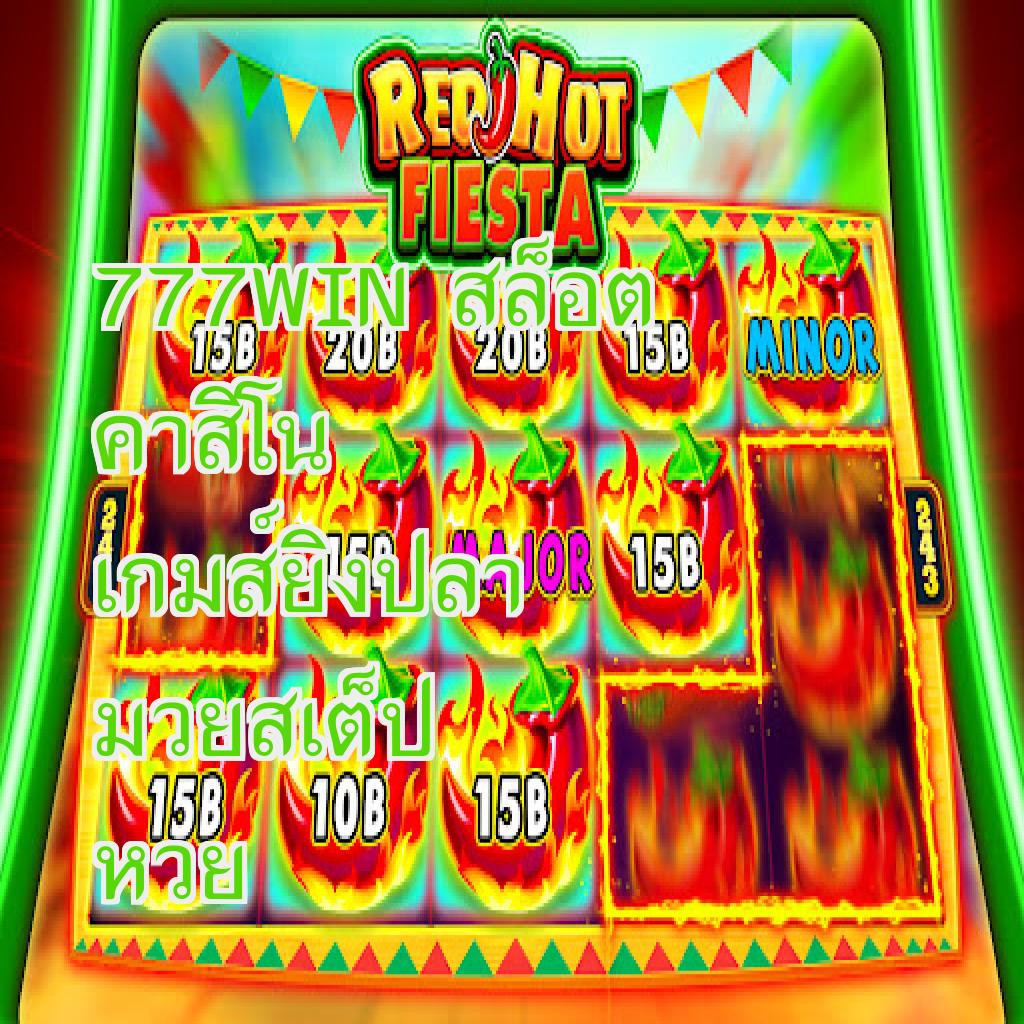 RED HOT
FIESTA
777WIN สล็อต
15B 20B 20B 15B MINOR
คาสิโน
243
243
15B MAJOR 15B
เกมส์ยิงปลา
มวยสเต็ป
15B 10B 15B
หวย